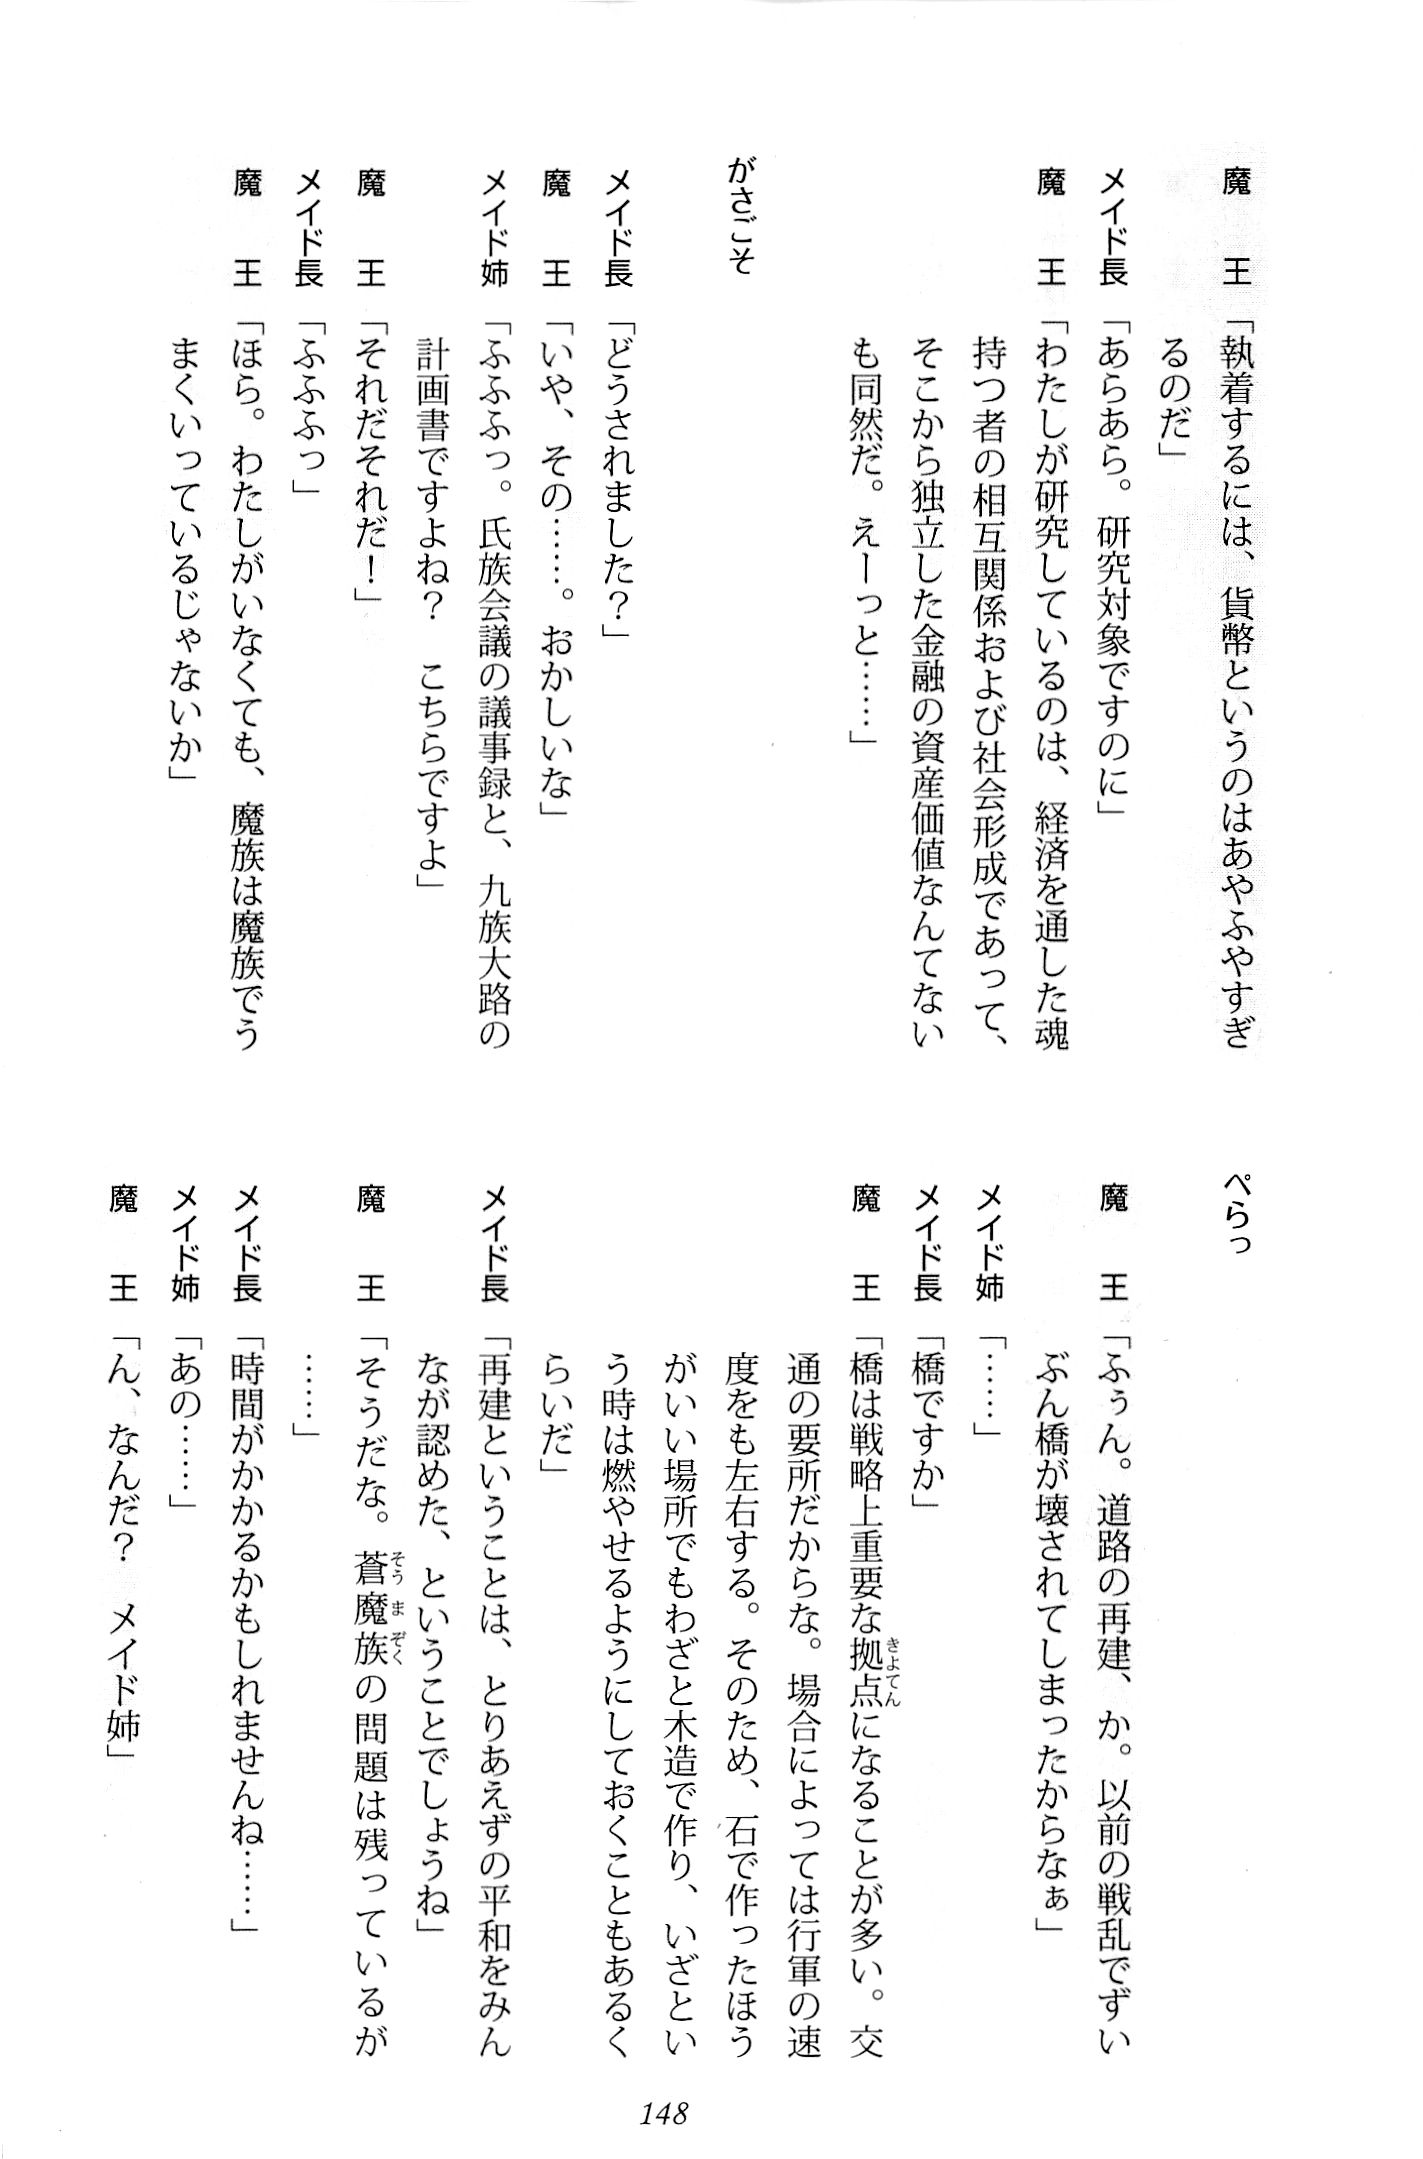 魔　王「執着するには、貨幣というのはあやふやすぎ
るのだ」
メイド長「あらあら。研究対象ですのに」
魔　王「わたしが研究しているのは、経済を通した魂
持つ者の相互関係および社会形成であって、
そこから独立した金融の資産価値なんてない
も同然だ。えーっと……」
がさごそ
メイド長「どうされました？」
魔　王「いや、その……。おかしいな」
メイド姉「ふふふっ。氏族会議の議事録と、九族大路の
計画書ですよね？　こちらですよ」
魔　王「それだそれだ！」
メイド長「ふふふっ」
魔　王「ほら。わたしがいなくても、魔族は魔族でう
まくいっているじゃないか」
ぺらっ
魔　王「ふぅん。道路の再建、か。以前の戦乱でずい
ぶん橋が壊されてしまったからなぁ」
メイド姉「……」
メイド長「橋ですか」
魔　王「橋は戦略上重要な拠点になることが多い。交
きよてん
通の要所だからな。場合によっては行軍の速
度をも左右する。そのため、石で作ったほう
がいい場所でもわざと木造で作り、いざとい
う時は燃やせるようにしておくこともあるく
らいだ」
メイド長「再建ということは、とりあえずの平和をみん
なが認めた、ということでしょうね」
魔　王「そうだな。蒼魔族の問題は残っているが
そうまぞく
……」
メイド長「時間がかかるかもしれませんね……」
メイド姉「あの……」
魔　王「ん、なんだ？　メイド姉」
148